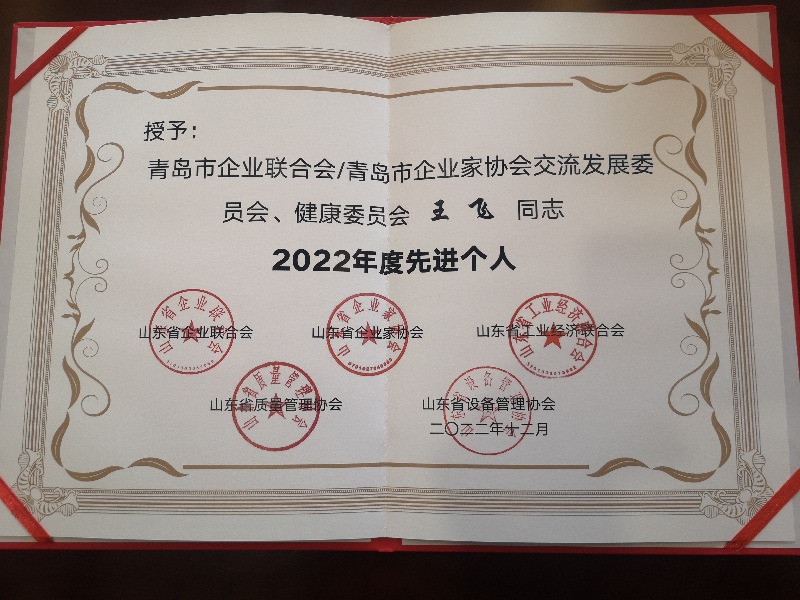 授予：
青岛市企业联合会/青岛市企业家协会交流发展委
员会、健康委员会 王飞 同志
2022年度先进个人
山东省企业联合会 山东省企业家协会 山东省工业经济联合会
山东省质量管理协会 山东省设备管理协会
二〇二二年十二月